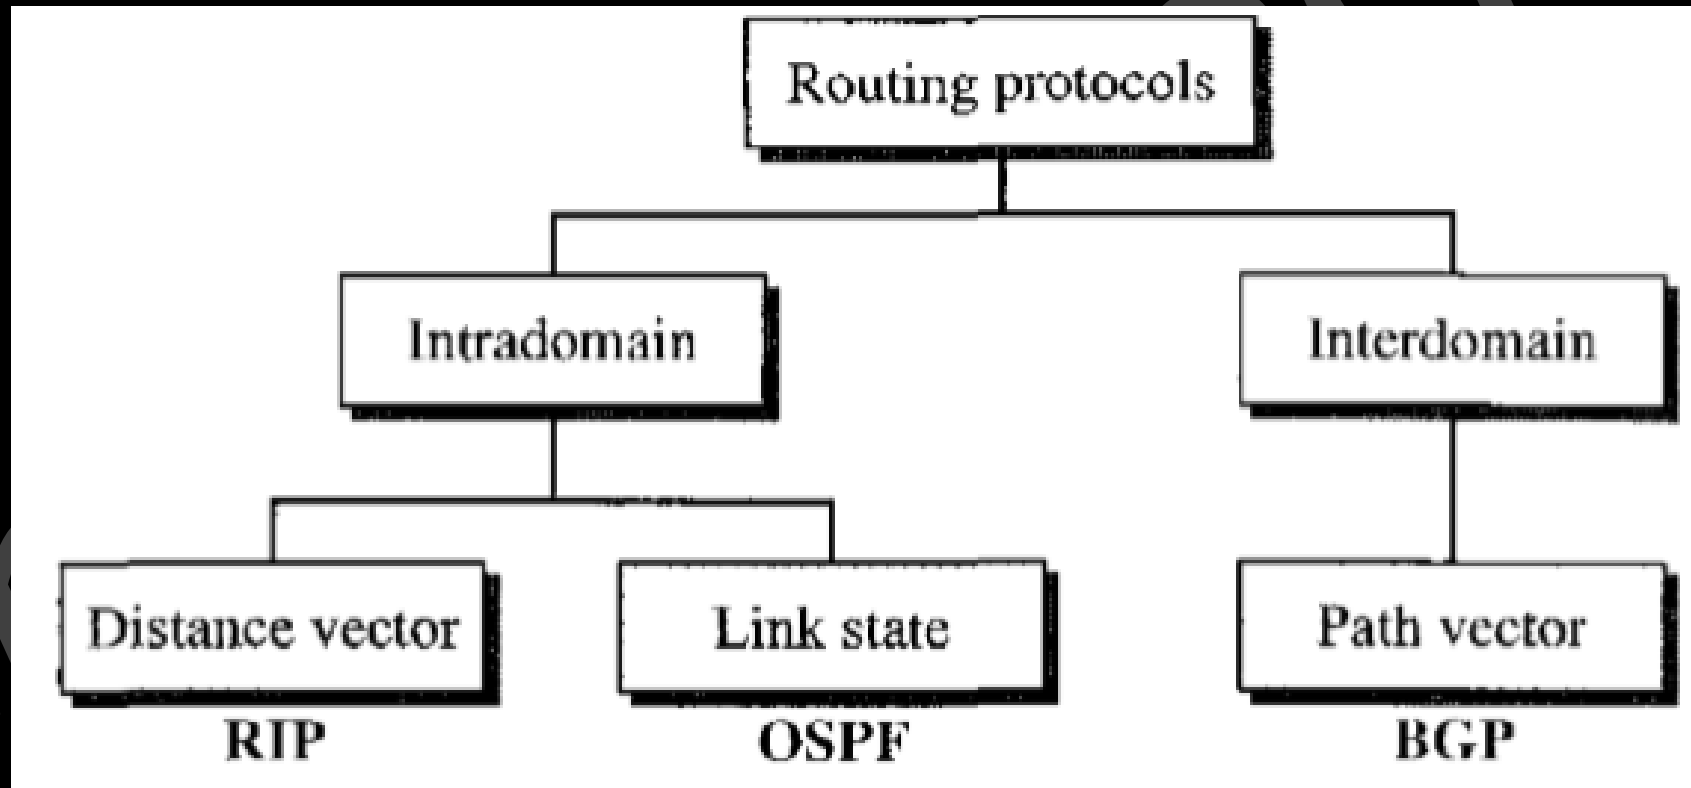 Routing protocols
Intradomain
Interdomain
Distance vector
Link state
Path vector
RIP
OSPF
BGP